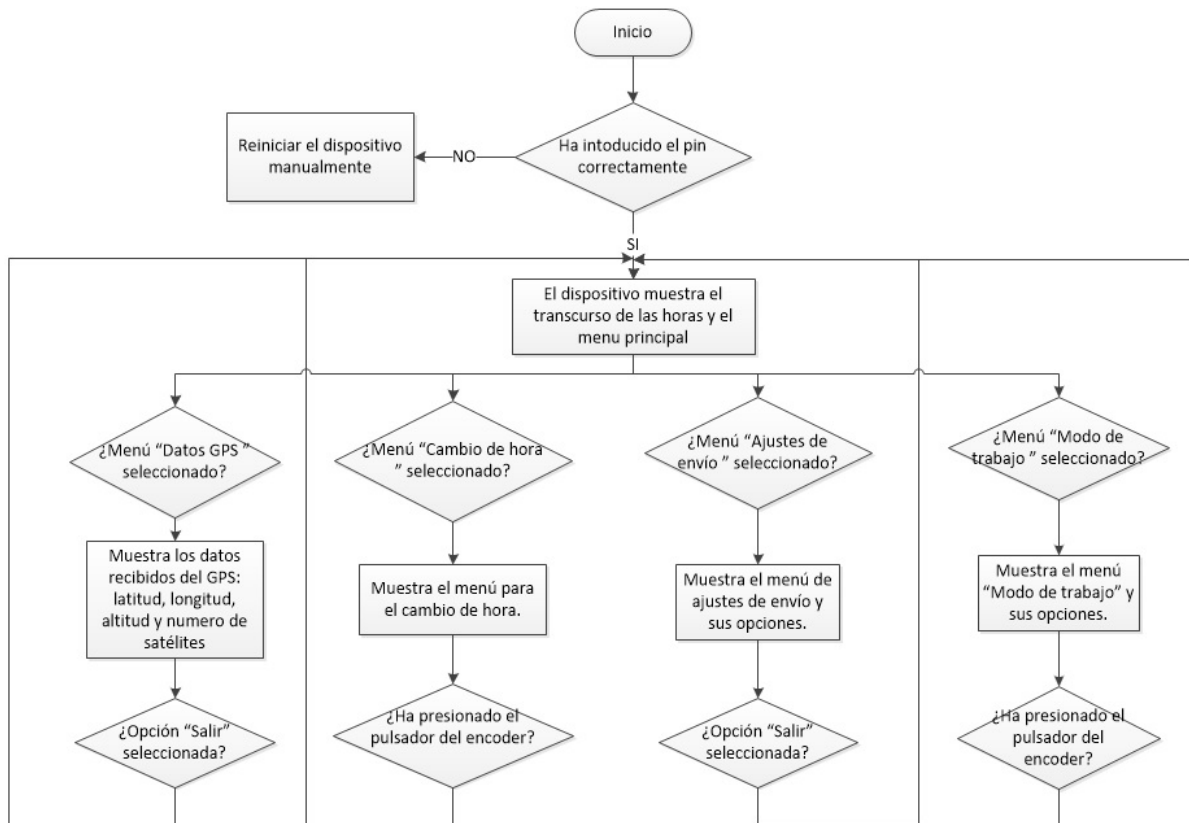 Inicio
Ha intoducido el pin
correctamente
NO
Reiniciar el dispositivo
manualmente
SI
El dispositivo muestra el
transcurso de las horas y el
menu principal
¿Menú “Datos GPS ”
seleccionado?
¿Menú “Cambio de hora
” seleccionado?
¿Menú “Ajustes de
envío ” seleccionado?
¿Menú “Modo de
trabajo ” seleccionado?
Muestra los datos
recibidos del GPS:
latitud, longitud,
altitud y numero de
satélites
Muestra el menú para
el cambio de hora.
Muestra el menú de
ajustes de envío y
sus opciones.
Muestra el menú
“Modo de trabajo” y
sus opciones.
¿Opción “Salir”
seleccionada?
¿Ha presionado el
pulsador del encoder?
¿Opción “Salir”
seleccionada?
¿Ha presionado el
pulsador del
encoder?